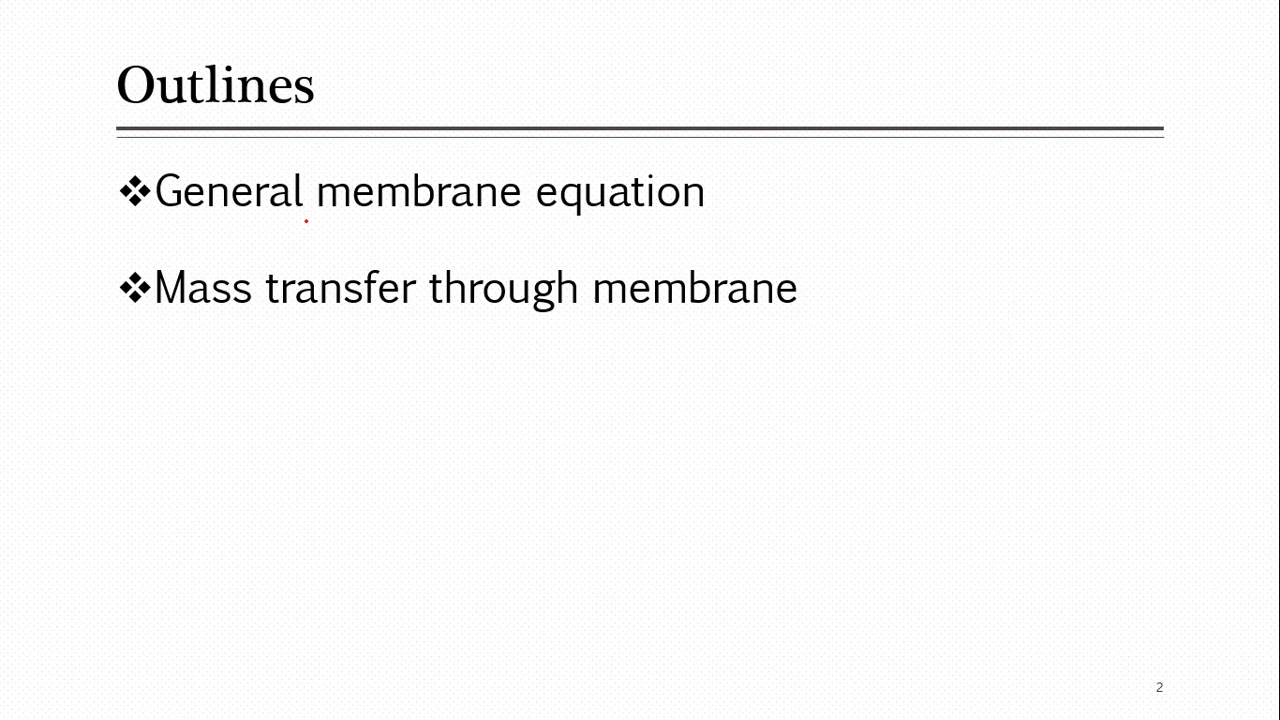 Outlines
❖General membrane equation
❖Mass transfer through membrane
2